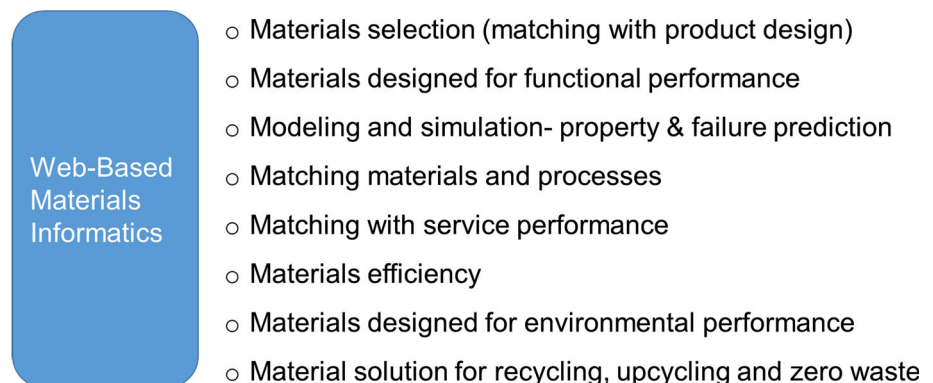 Web-Based
Materials
Informatics
○ Materials selection (matching with product design)
○ Materials designed for functional performance
○ Modeling and simulation- property & failure prediction
○ Matching materials and processes
○ Matching with service performance
○ Materials efficiency
○ Materials designed for environmental performance
○ Material solution for recycling, upcycling and zero waste